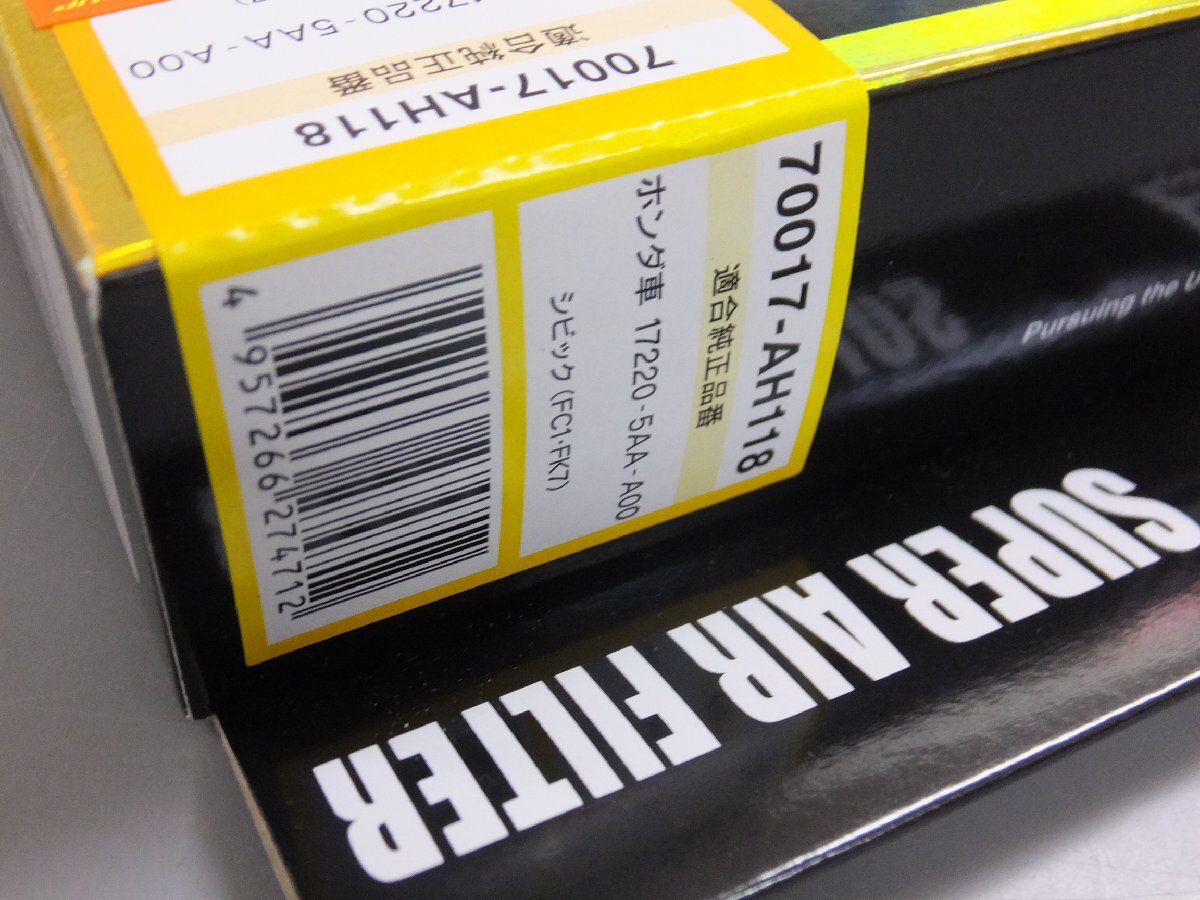 17220-5AA-A00
適合純正品番
70017-AH118
70017-AH118
適合純正品番
ホンダ車 17220-5AA-A00
シビック(FC1・FK7)
4 957266 274712
Pursuing the
SUPER AIR FILTER